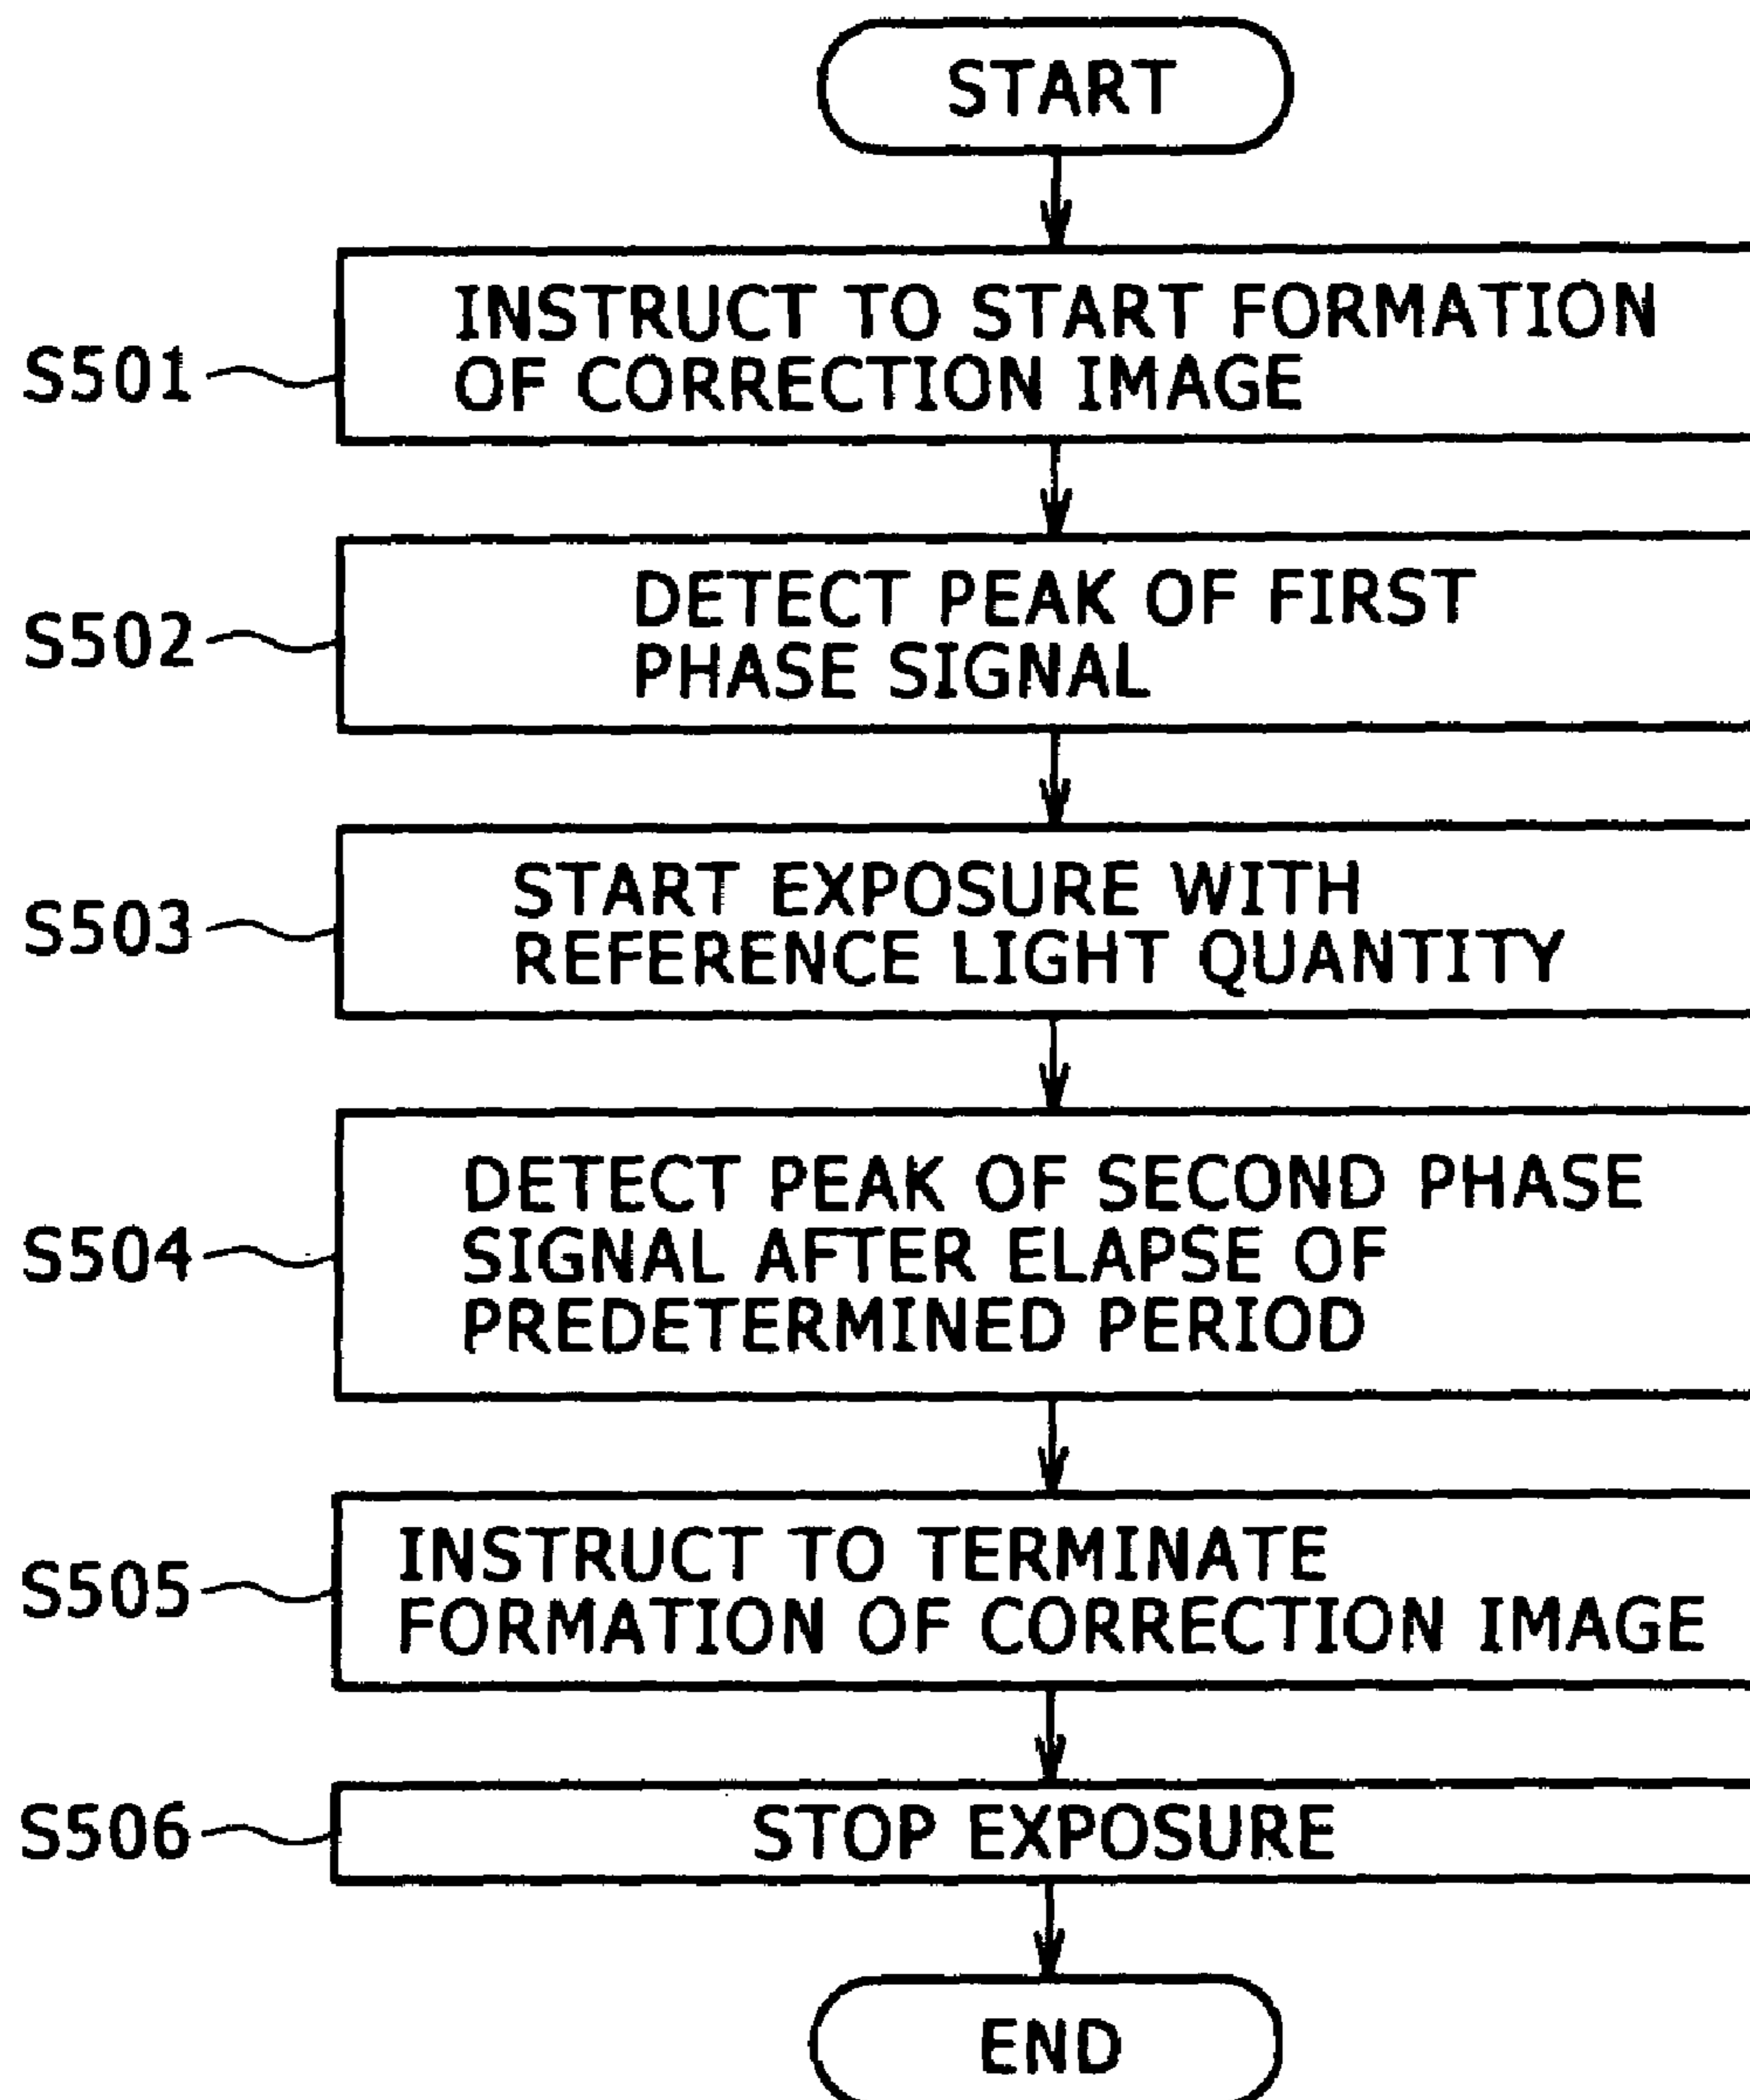 START
S501
INSTRUCT TO START FORMATION
OF CORRECTION IMAGE
S502
DETECT PEAK OF FIRST
PHASE SIGNAL
S503
START EXPOSURE WITH
REFERENCE LIGHT QUANTITY
S504
DETECT PEAK OF SECOND PHASE
SIGNAL AFTER ELAPSE OF
PREDETERMINED PERIOD
S505
INSTRUCT TO TERMINATE
FORMATION OF CORRECTION IMAGE
S506
STOP EXPOSURE
END